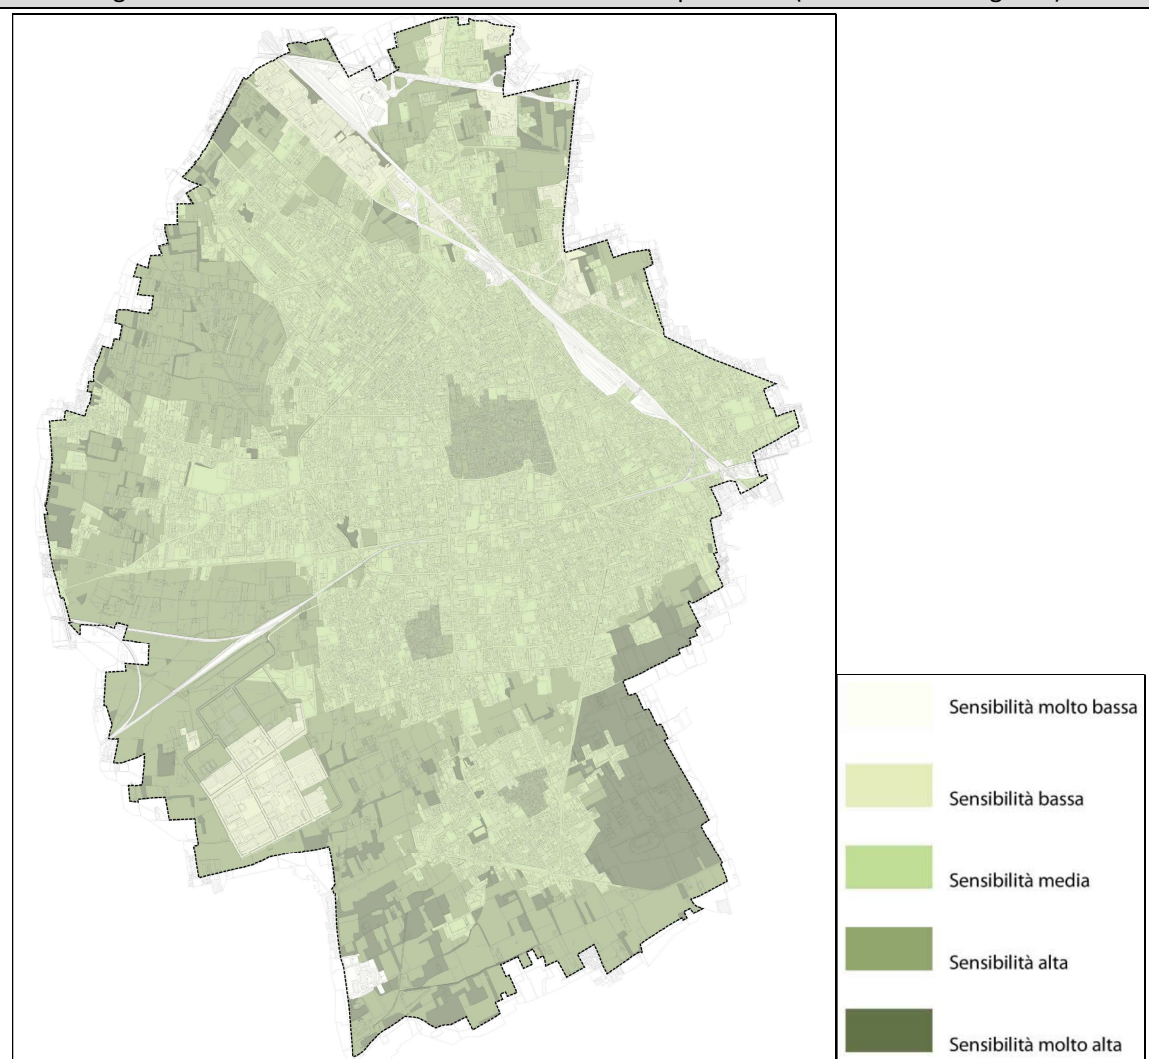 Sensibilità molto bassa
Sensibilità bassa
Sensibilità media
Sensibilità alta
Sensibilità molto alta